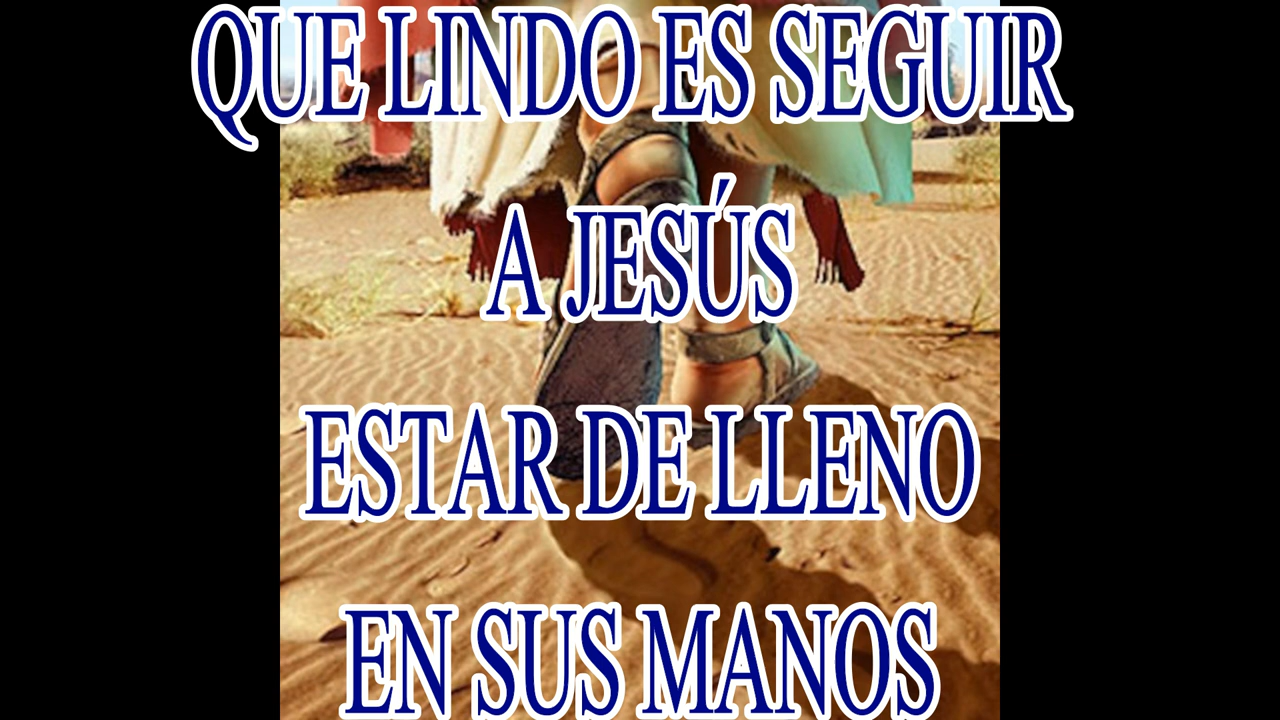 QUE LINDO ES SEGUIR
A JESÚS
ESTAR DE LLENO
EN SUS MANOS